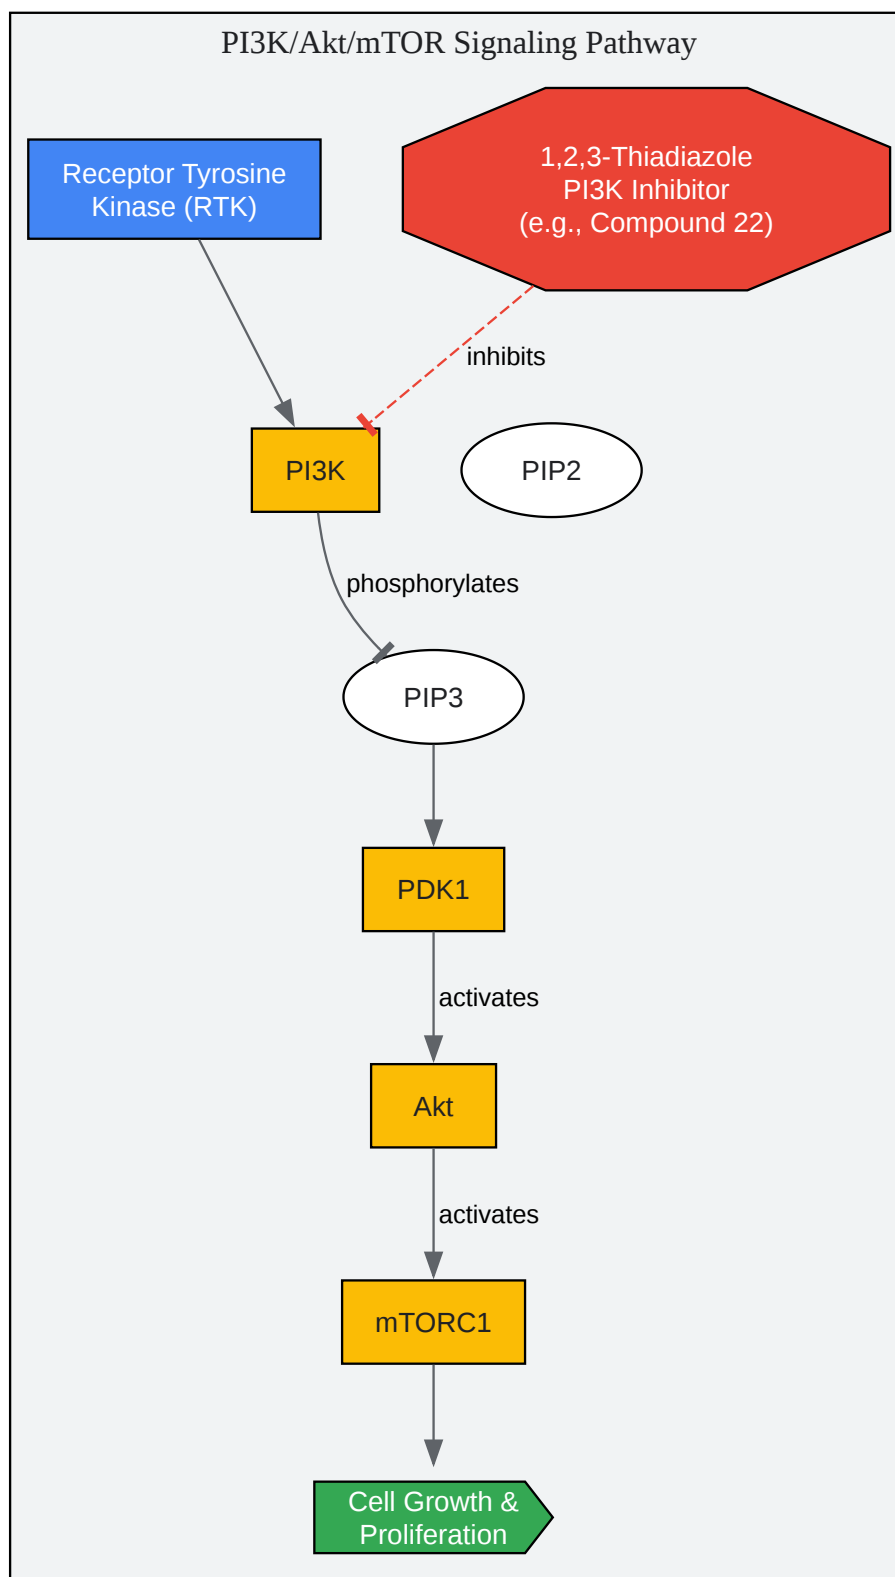 PI3K/Akt/mTOR Signaling Pathway
Receptor Tyrosine
Kinase (RTK)
1,2,3-Thiadiazole
PI3K Inhibitor
(e.g., Compound 22)
inhibits
PI3K
PIP2
phosphorylates
PIP3
PDK1
activates
Akt
activates
mTORC1
Cell Growth &
Proliferation